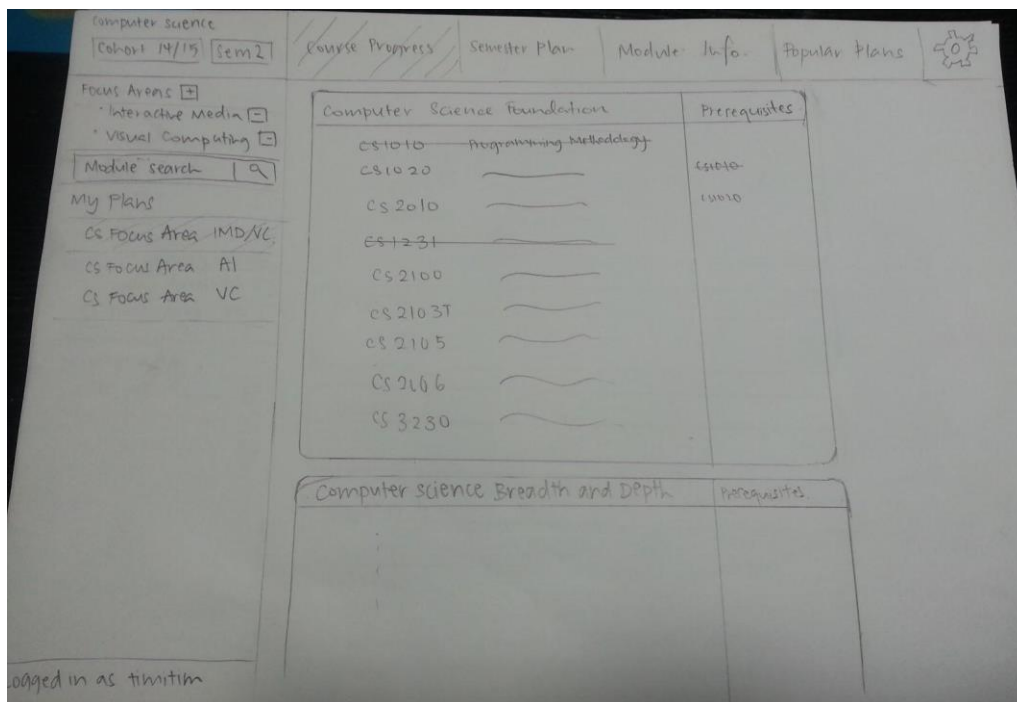 Computer science
Cohort 14/15 Sem 2
Course Progress Semester Plan Module Info. Popular Plans
Focus Areas +
Interactive Media -
Visual Computing -
Module search
My Plans
CS Focus Area IMD/VC
CS Focus Area AI
CS Focus Area VC
Logged in as timitim
Computer Science Foundation Prerequisites
CS1010 Programming Methodology
CS1020 CS1010
CS2010 CS1020
CS1231
CS2100
CS2103T
CS2105
CS2106
CS3230
Computer science Breadth and Depth Prerequisites.